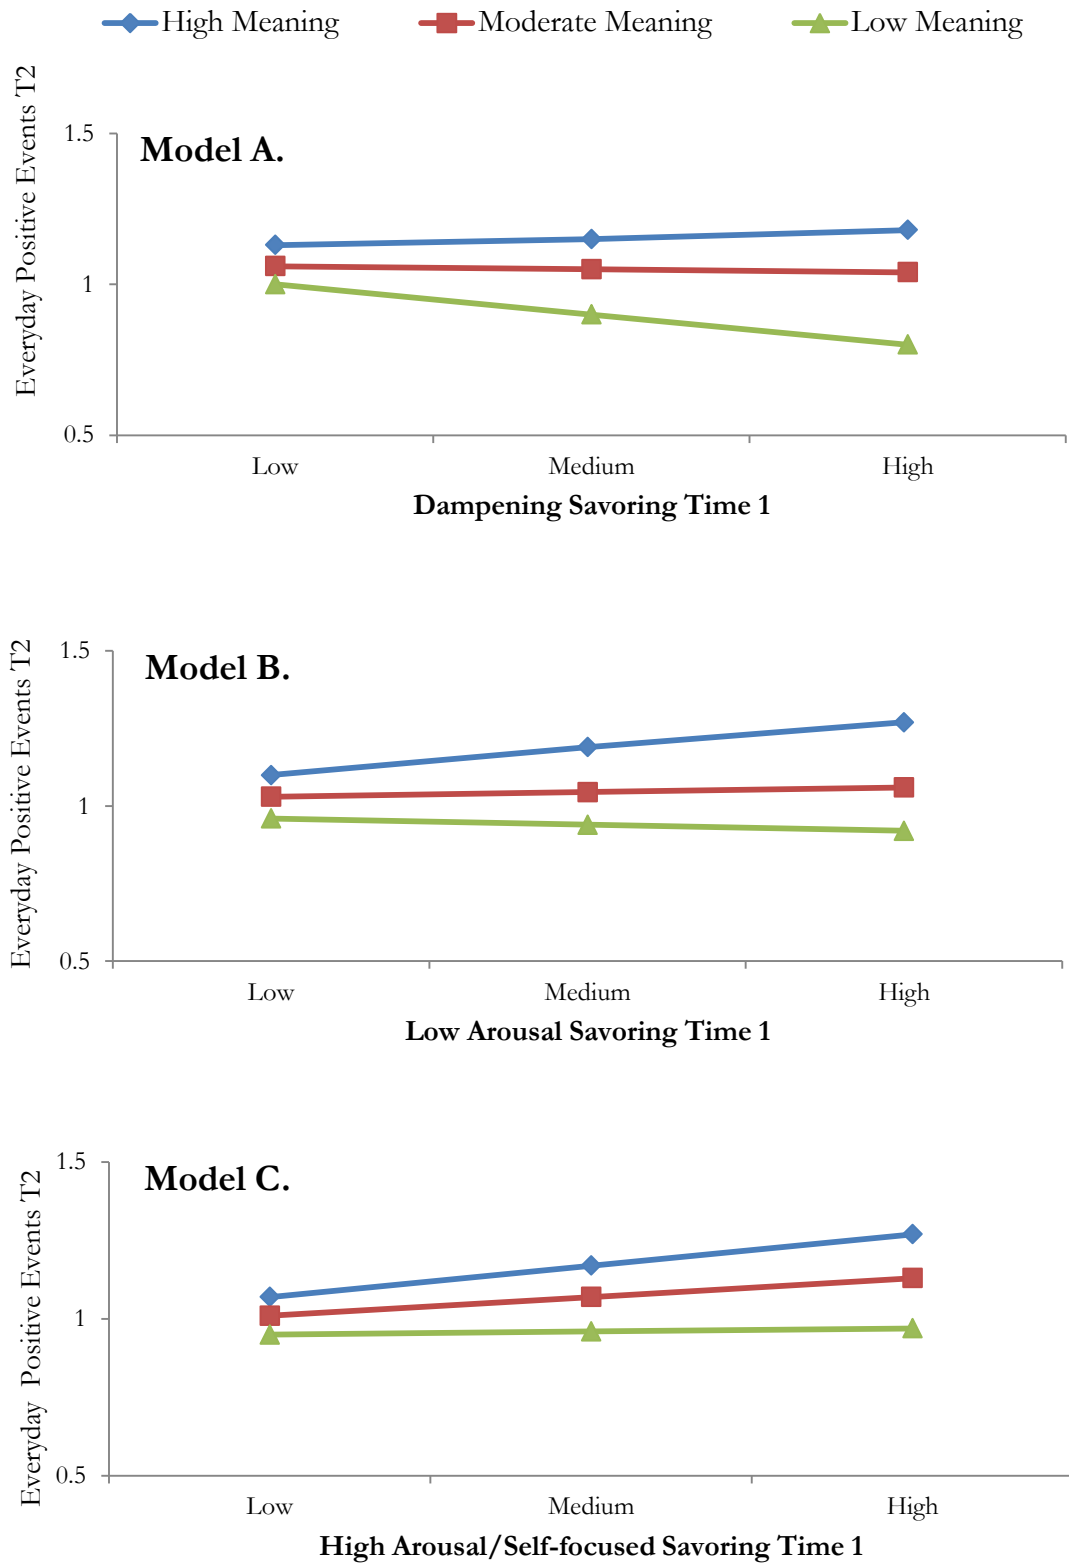 High Meaning Moderate Meaning Low Meaning
Everyday Positive Events T2
Model A.
1.5
1
0.5
Low Medium High
Dampening Savoring Time 1
Everyday Positive Events T2
Model B.
1.5
1
0.5
Low Medium High
Low Arousal Savoring Time 1
Everyday Positive Events T2
Model C.
1.5
1
0.5
Low Medium High
High Arousal/Self-focused Savoring Time 1